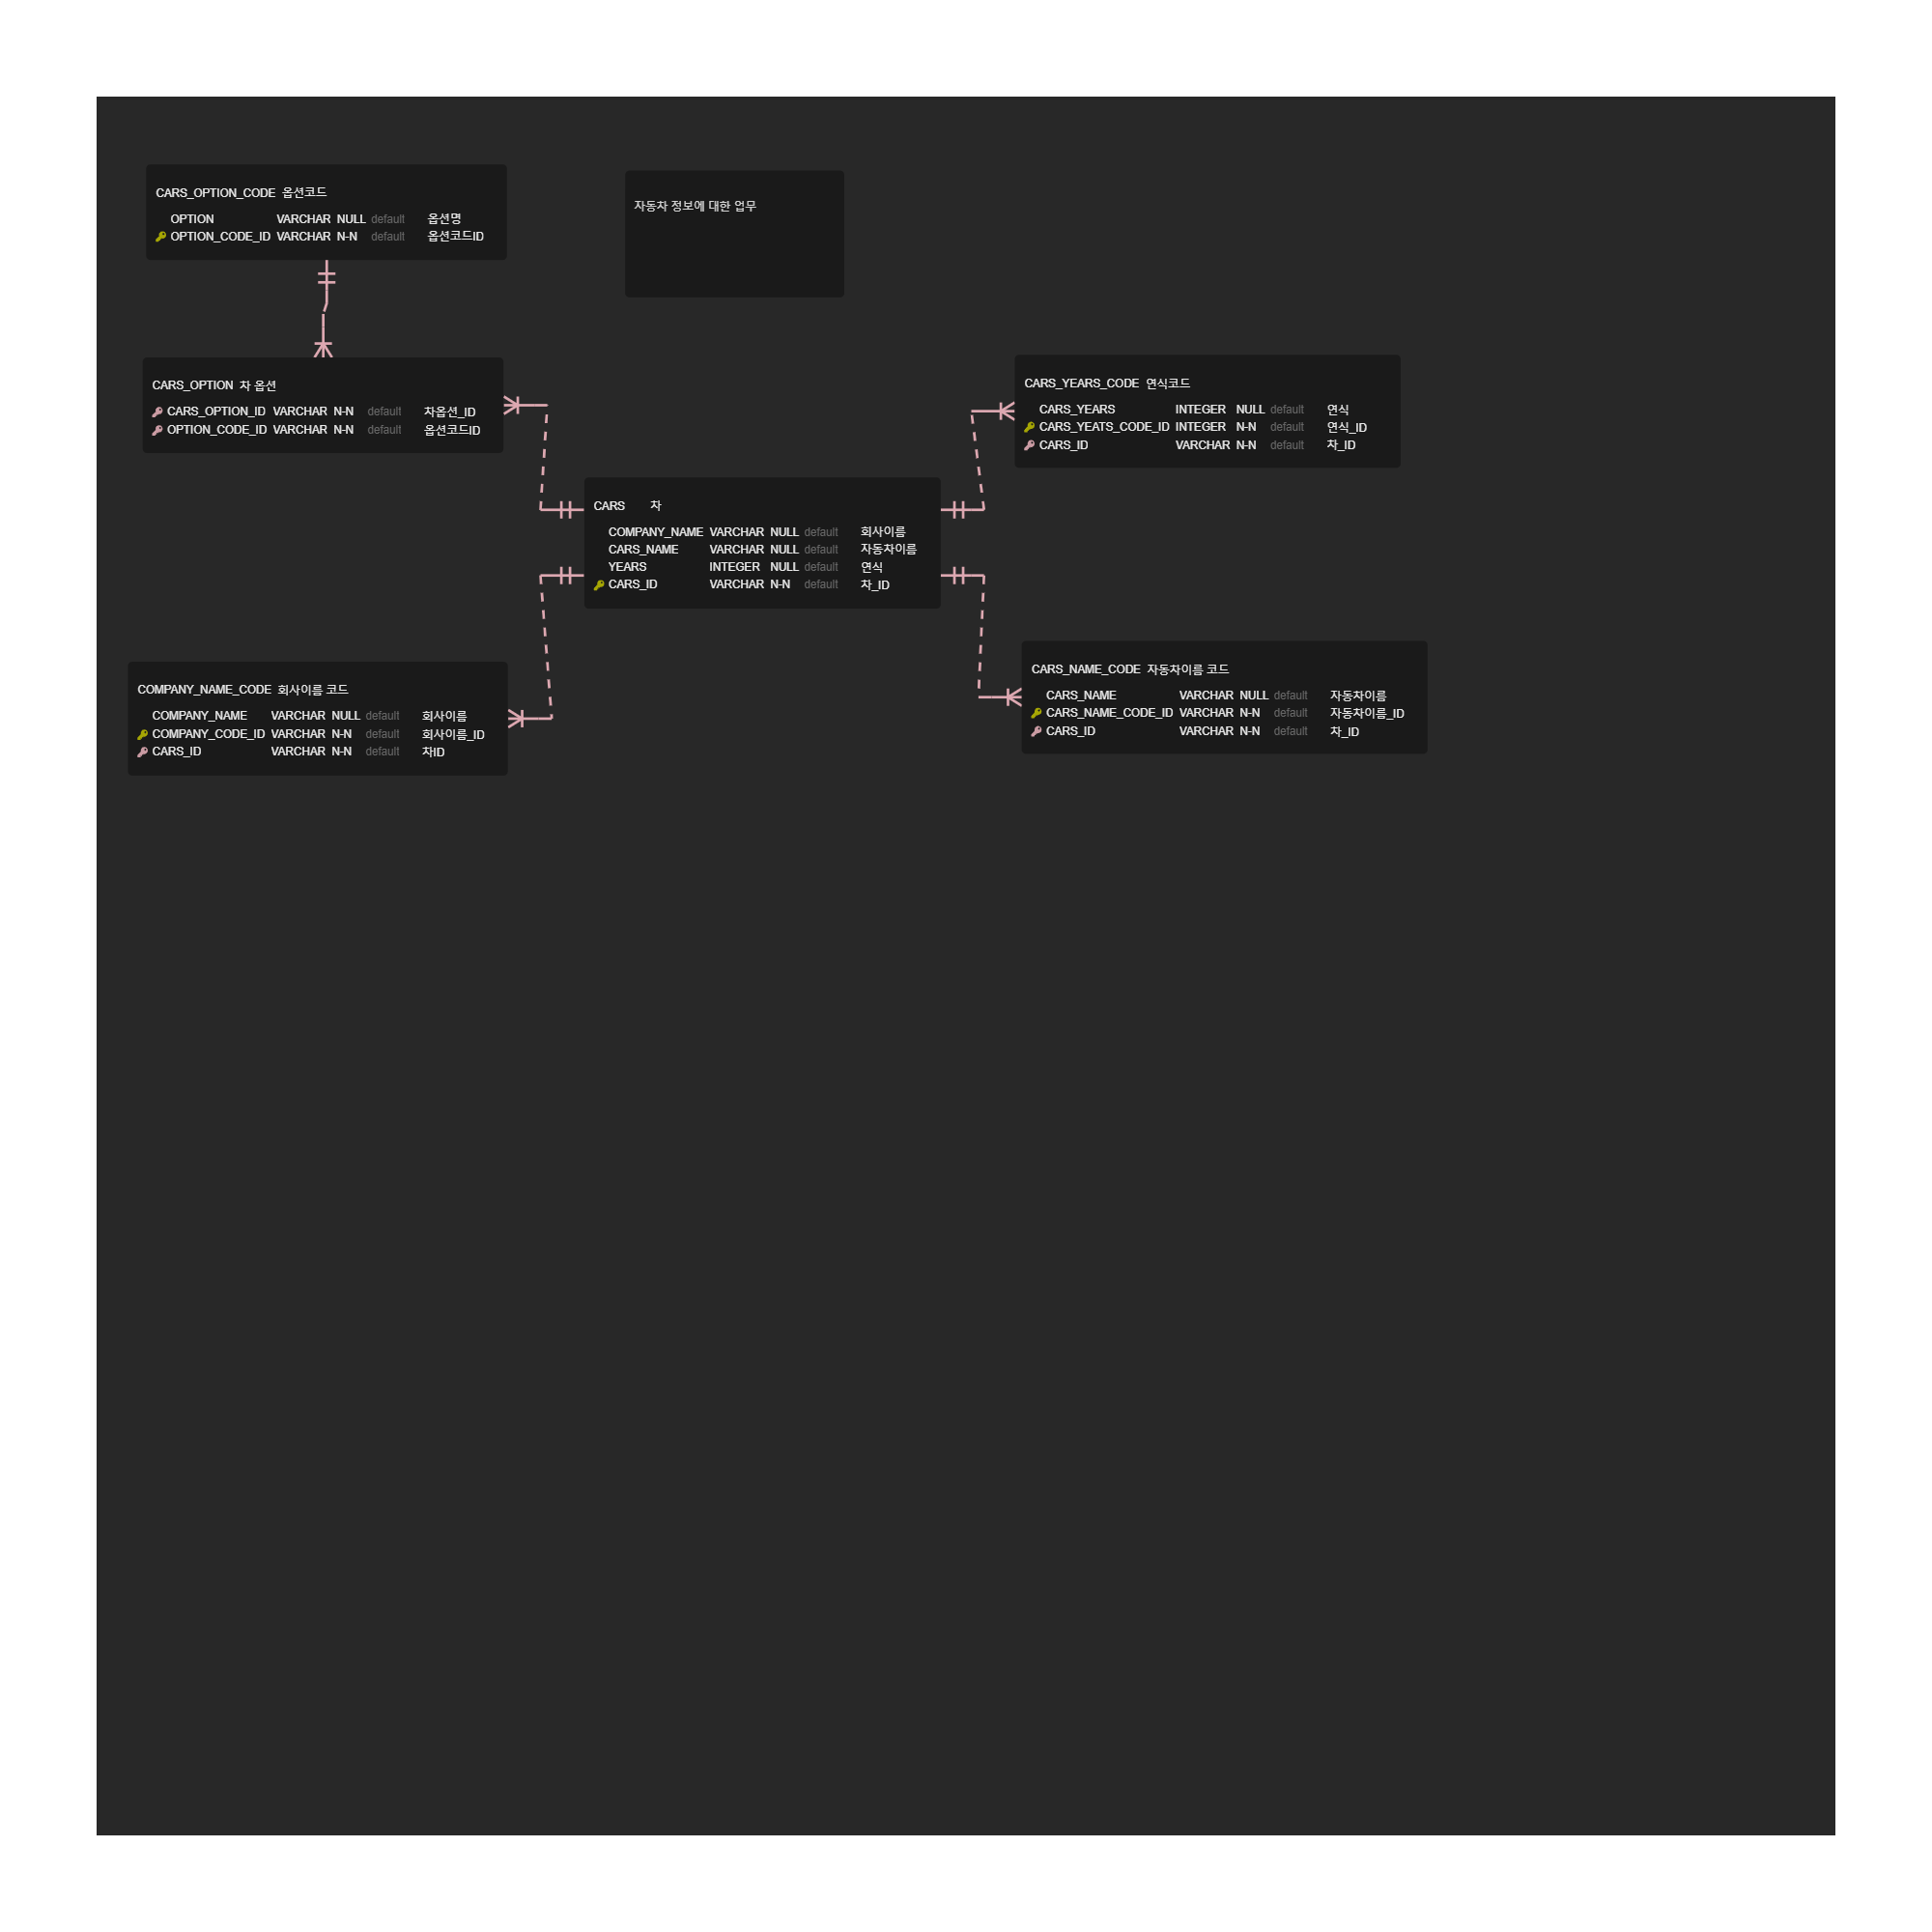 CARS_OPTION_CODE 옵션코드
OPTION VARCHAR NULL default 옵션명
OPTION_CODE_ID VARCHAR N-N default 옵션코드ID
자동차 정보에 대한 업무
CARS_OPTION 차 옵션
CARS_OPTION_ID VARCHAR N-N default 차옵션_ID
OPTION_CODE_ID VARCHAR N-N default 옵션코드ID
CARS_YEARS_CODE 연식코드
CARS_YEARS INTEGER NULL default 연식
CARS_YEATS_CODE_ID INTEGER N-N default 연식_ID
CARS_ID VARCHAR N-N default 차_ID
CARS 차
COMPANY_NAME VARCHAR NULL default 회사이름
CARS_NAME VARCHAR NULL default 자동차이름
YEARS INTEGER NULL default 연식
CARS_ID VARCHAR N-N default 차_ID
COMPANY_NAME_CODE 회사이름 코드
COMPANY_NAME VARCHAR NULL default 회사이름
COMPANY_CODE_ID VARCHAR N-N default 회사이름_ID
CARS_ID VARCHAR N-N default 차ID
CARS_NAME_CODE 자동차이름 코드
CARS_NAME VARCHAR NULL default 자동차이름
CARS_NAME_CODE_ID VARCHAR N-N default 자동차이름_ID
CARS_ID VARCHAR N-N default 차_ID